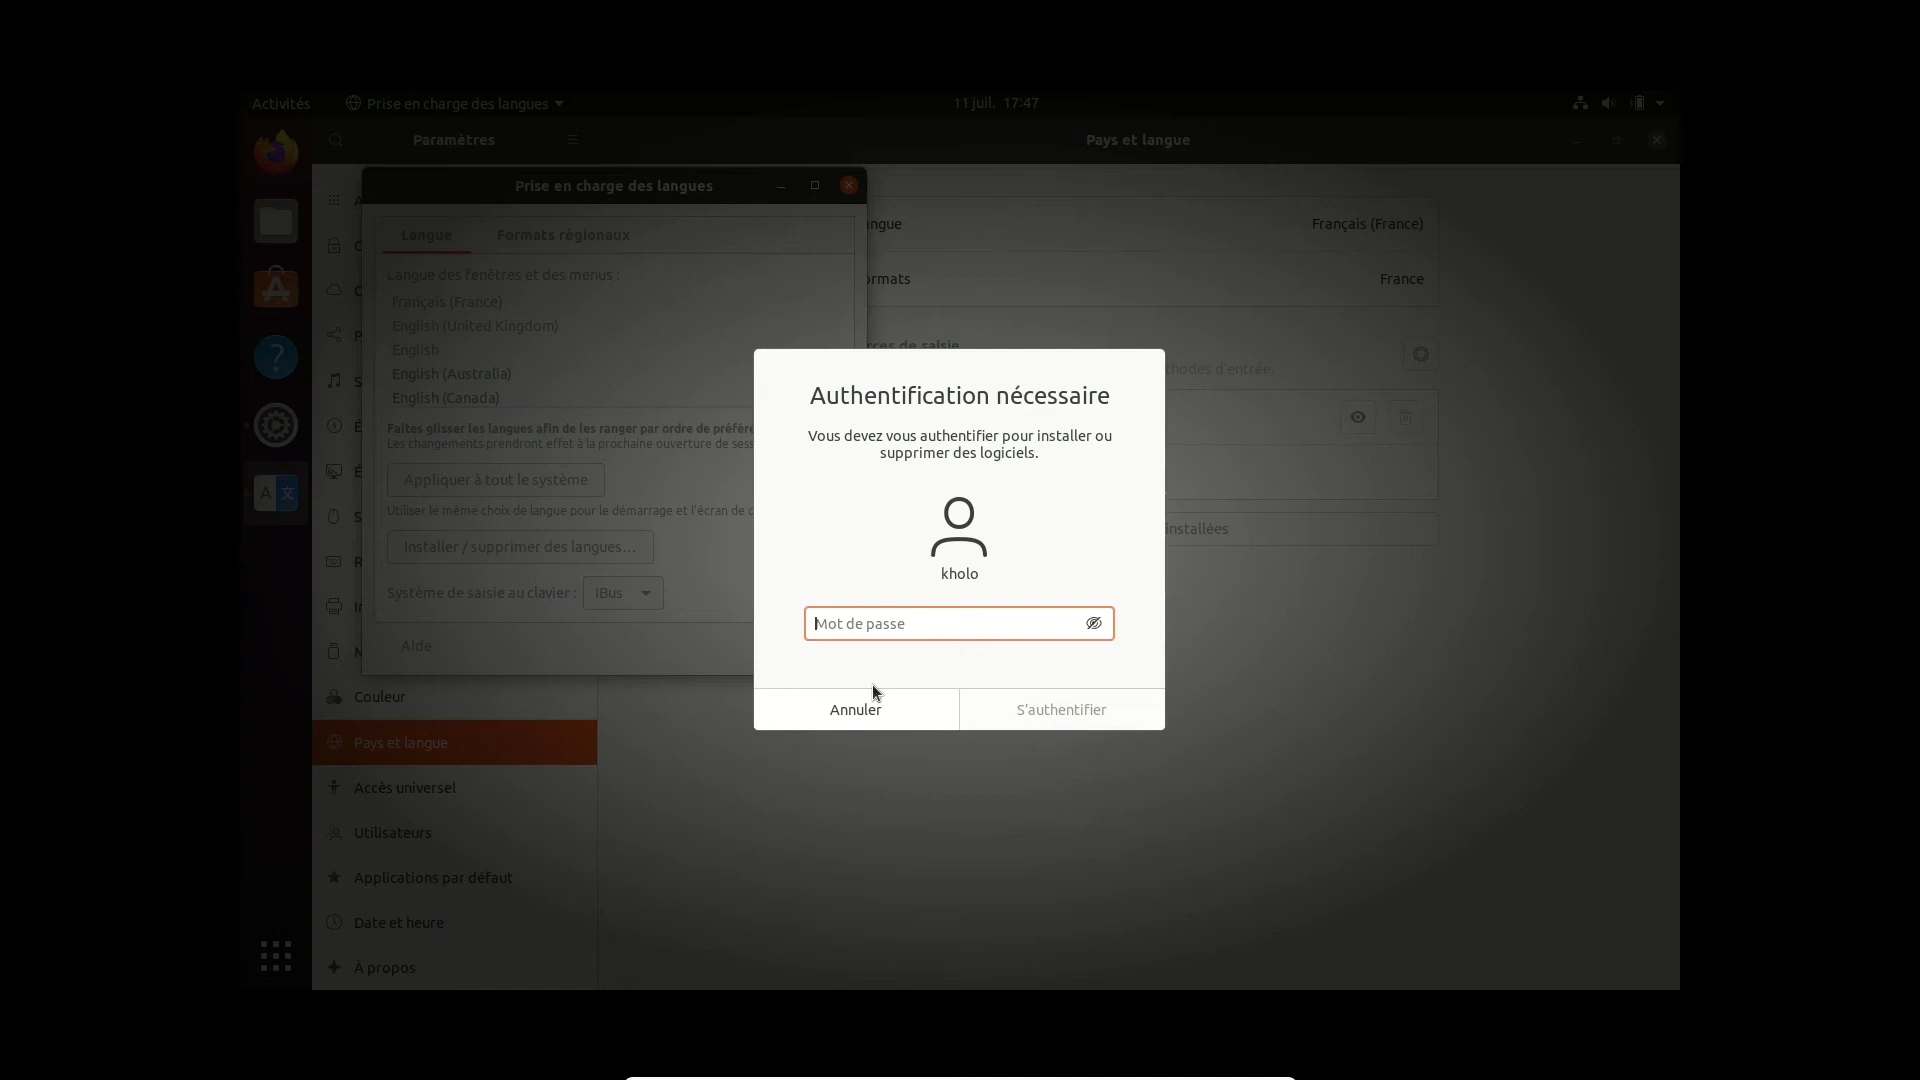 Activités
Prise en charge des langues
11 juil. 17:47
Paramètres
Pays et langue
Prise en charge des langues
Langue
Formats régionaux
Langue des fenêtres et des menus :
Français (France)
English (United Kingdom)
English
English (Australia)
English (Canada)
Faites glisser les langues afin de les ranger par ordre de préfére
Les changements prendront effet à la prochaine ouverture de sess
Appliquer à tout le système
Utiliser le même choix de langue pour le démarrage et l'écran de c
Installer / supprimer des langues…
Système de saisie au clavier :
IBus
Aide
ngue
Français (France)
ormats
France
rces de saisie
thodes d'entrée.
installées
Authentification nécessaire
Vous devez vous authentifier pour installer ou
supprimer des logiciels.
kholo
Mot de passe
Annuler
S'authentifier
Couleur
Pays et langue
Accès universel
Utilisateurs
Applications par défaut
Date et heure
À propos